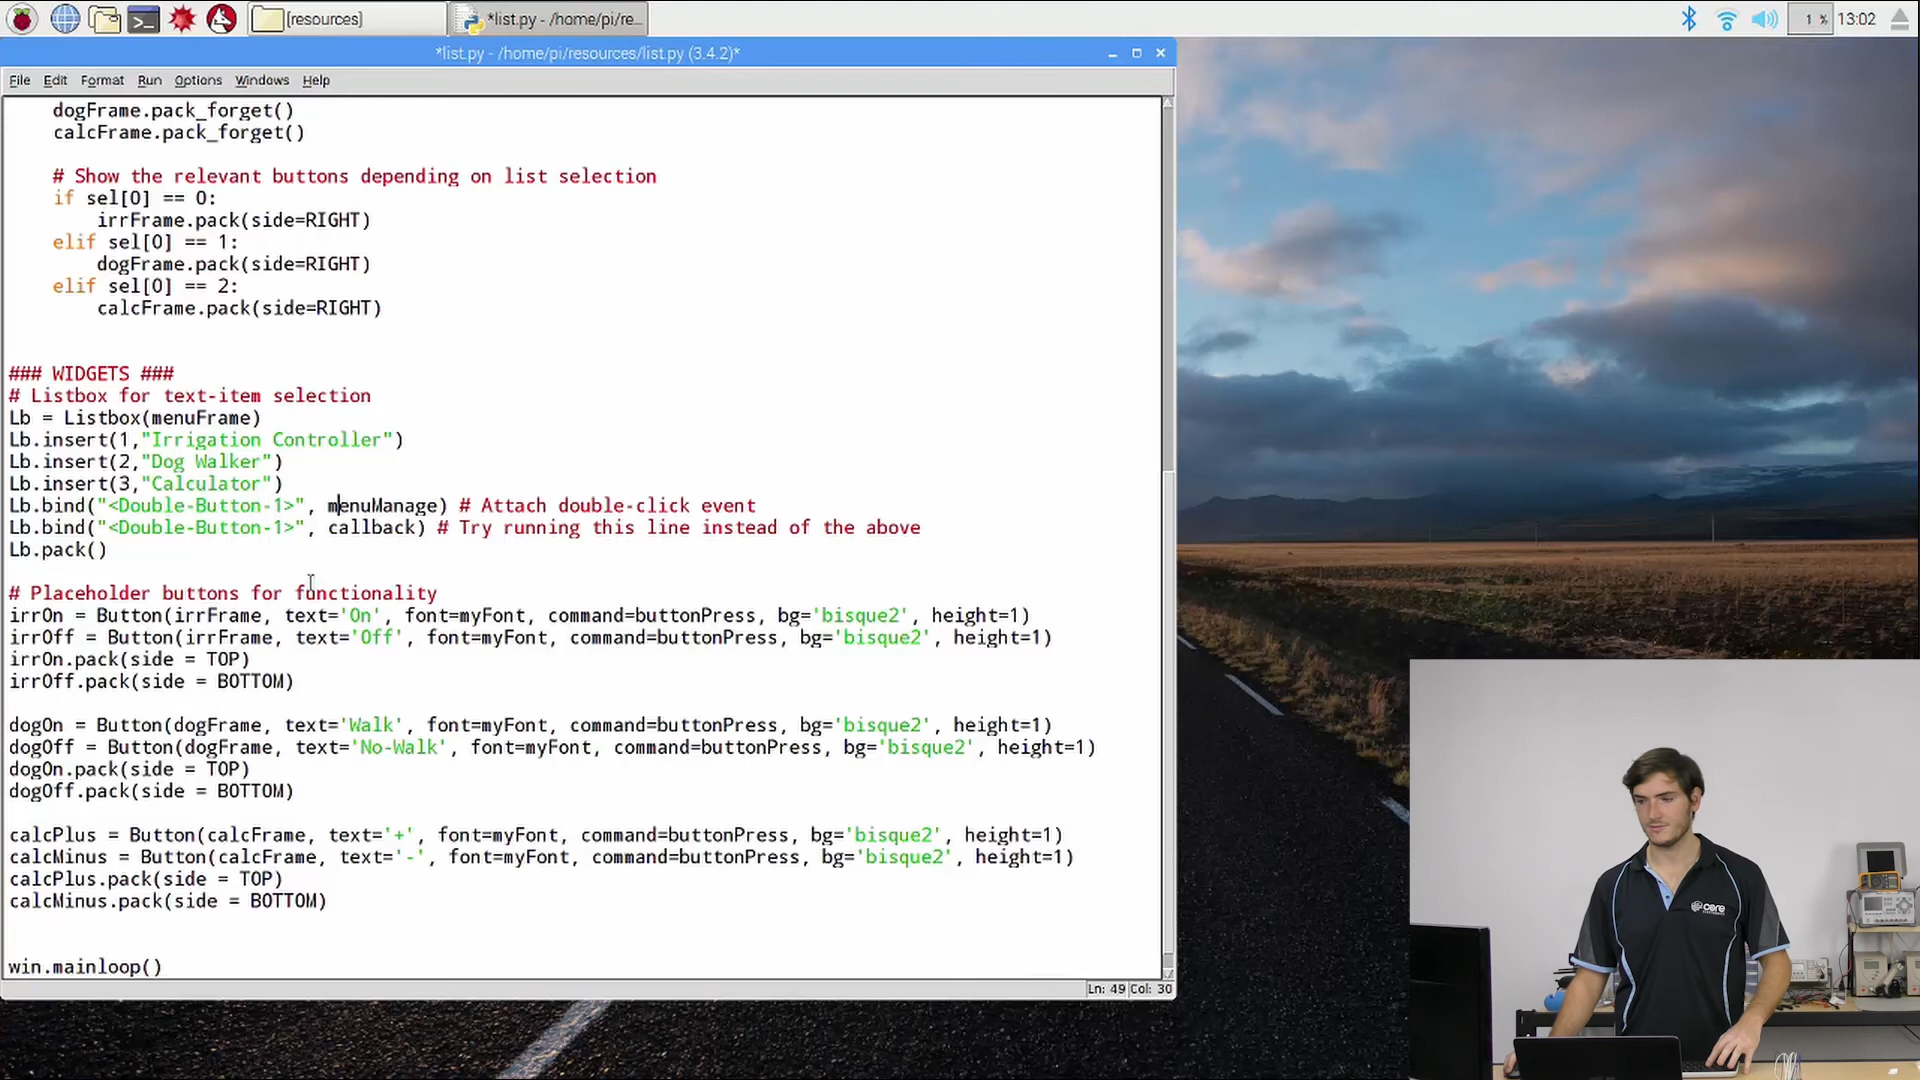 [resources]
*list.py - /home/pi/re...
1 %
13:02
*list.py - /home/pi/resources/list.py (3.4.2)*
File Edit Format Run Options Windows Help
dogFrame.pack_forget()
calcFrame.pack_forget()
# Show the relevant buttons depending on list selection
if sel[0] == 0:
irrFrame.pack(side=RIGHT)
elif sel[0] == 1:
dogFrame.pack(side=RIGHT)
elif sel[0] == 2:
calcFrame.pack(side=RIGHT)
### WIDGETS ###
# Listbox for text-item selection
Lb = Listbox(menuFrame)
Lb.insert(1,"Irrigation Controller")
Lb.insert(2,"Dog Walker")
Lb.insert(3,"Calculator")
Lb.bind("<Double-Button-1>", menuManage) # Attach double-click event
Lb.bind("<Double-Button-1>", callback) # Try running this line instead of the above
Lb.pack()
# Placeholder buttons for functionality
irrOn = Button(irrFrame, text='On', font=myFont, command=buttonPress, bg='bisque2', height=1)
irrOff = Button(irrFrame, text='Off', font=myFont, command=buttonPress, bg='bisque2', height=1)
irrOn.pack(side = TOP)
irrOff.pack(side = BOTTOM)
dogOn = Button(dogFrame, text='Walk', font=myFont, command=buttonPress, bg='bisque2', height=1)
dogOff = Button(dogFrame, text='No-Walk', font=myFont, command=buttonPress, bg='bisque2', height=1)
dogOn.pack(side = TOP)
dogOff.pack(side = BOTTOM)
calcPlus = Button(calcFrame, text='+', font=myFont, command=buttonPress, bg='bisque2', height=1)
calcMinus = Button(calcFrame, text='-', font=myFont, command=buttonPress, bg='bisque2', height=1)
calcPlus.pack(side = TOP)
calcMinus.pack(side = BOTTOM)
win.mainloop()
Ln: 49 Col: 30
core